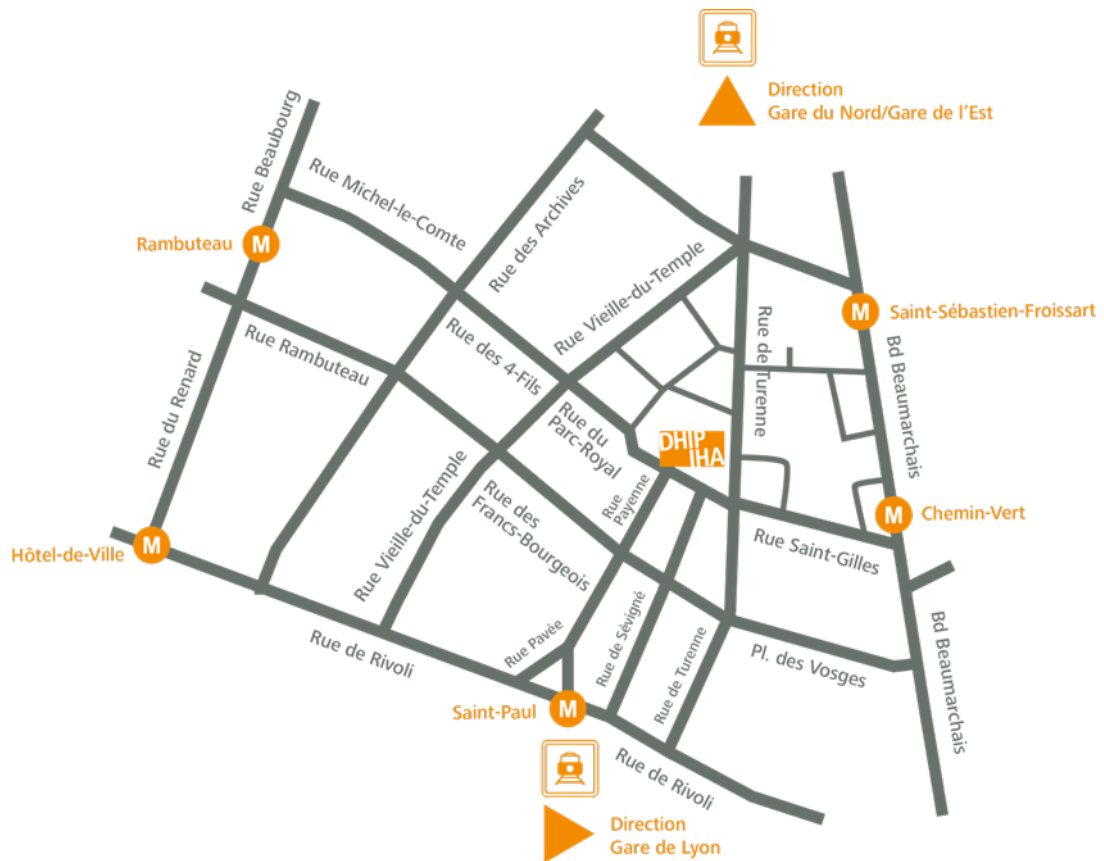 Direction
Gare du Nord/Gare de l'Est
Rue Beaubourg
Rue Michel-le-Comte
Rue des Archives
M
Rambuteau
Rue Vieille-du-Temple
M
Saint-Sébastien-Froissart
Rue Rambuteau
Rue des 4-Fils
Rue de Turenne
Bd Beaumarchais
Rue du Renard
Rue du
Parc-Royal
DHIP
IHA
Rue Vieille-du-Temple
Rue des
Francs-Bourgeois
Rue
Payenne
M
Chemin-Vert
Rue Saint-Gilles
M
Hôtel-de-Ville
Rue de Rivoli
Rue Pavée
Rue de Sévigné
Rue de Turenne
Pl. des Vosges
Bd Beaumarchais
Saint-Paul
M
Rue de Rivoli
Direction
Gare de Lyon